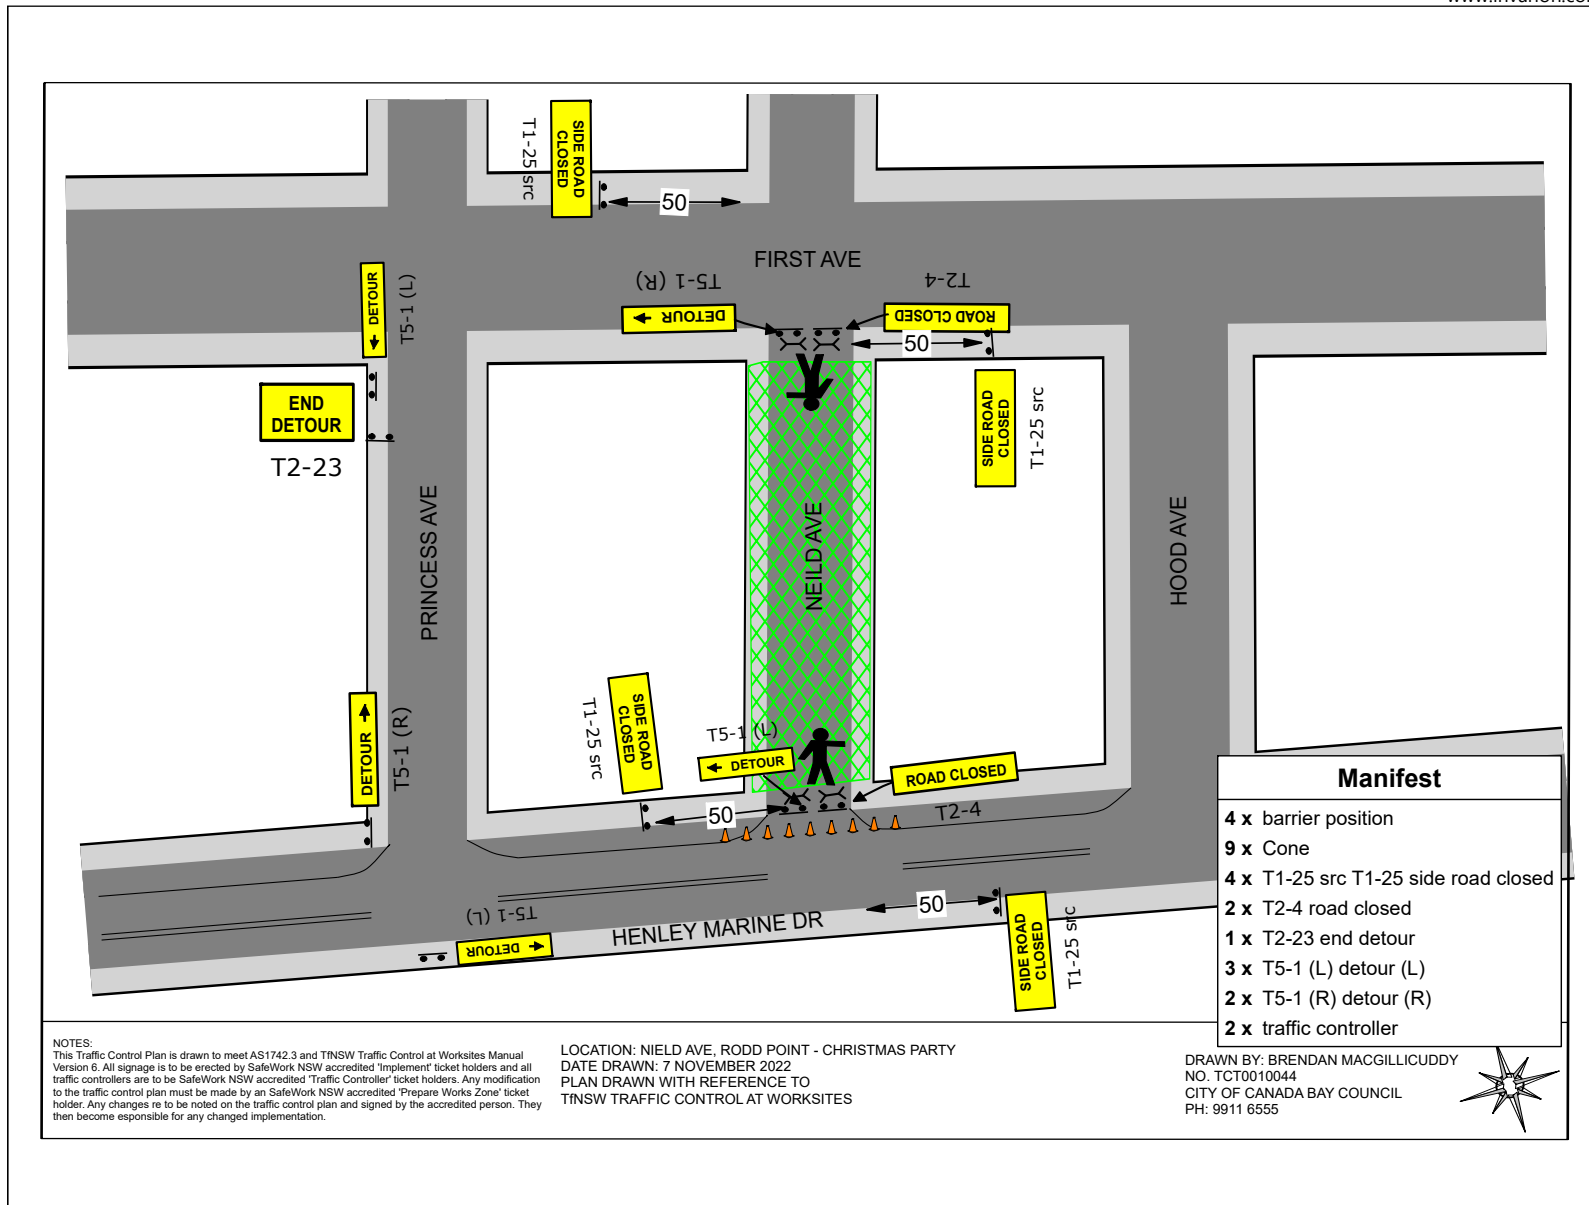 SIDE ROAD
CLOSED
T1-25 src
50
FIRST AVE
DETOUR
T5-1 (L)
T5-1 (R)
DETOUR
T2-4
ROAD CLOSED
50
END
DETOUR
T2-23
SIDE ROAD
CLOSED
T1-25 src
PRINCESS AVE
NEILD AVE
HOOD AVE
DETOUR
T5-1 (R)
SIDE ROAD
CLOSED
T1-25 src
T5-1 (L)
DETOUR
ROAD CLOSED
T2-4
50
50
T5-1 (L)
DETOUR
HENLEY MARINE DR
SIDE ROAD
CLOSED
T1-25 src
Manifest
4 x barrier position
9 x Cone
4 x T1-25 src T1-25 side road closed
2 x T2-4 road closed
1 x T2-23 end detour
3 x T5-1 (L) detour (L)
2 x T5-1 (R) detour (R)
2 x traffic controller
NOTES:
This Traffic Control Plan is drawn to meet AS1742.3 and TfNSW Traffic Control at Worksites Manual
Version 6. All signage is to be erected by SafeWork NSW accredited 'Implement' ticket holders and all
traffic controllers are to be SafeWork NSW accredited 'Traffic Controller' ticket holders. Any modification
to the traffic control plan must be made by an SafeWork NSW accredited 'Prepare Works Zone' ticket
holder. Any changes re to be noted on the traffic control plan and signed by the accredited person. They
then become esponsible for any changed implementation.
LOCATION: NIELD AVE, RODD POINT - CHRISTMAS PARTY
DATE DRAWN: 7 NOVEMBER 2022
PLAN DRAWN WITH REFERENCE TO
TfNSW TRAFFIC CONTROL AT WORKSITES
DRAWN BY: BRENDAN MACGILLICUDDY
NO. TCT0010044
CITY OF CANADA BAY COUNCIL
PH: 9911 6555